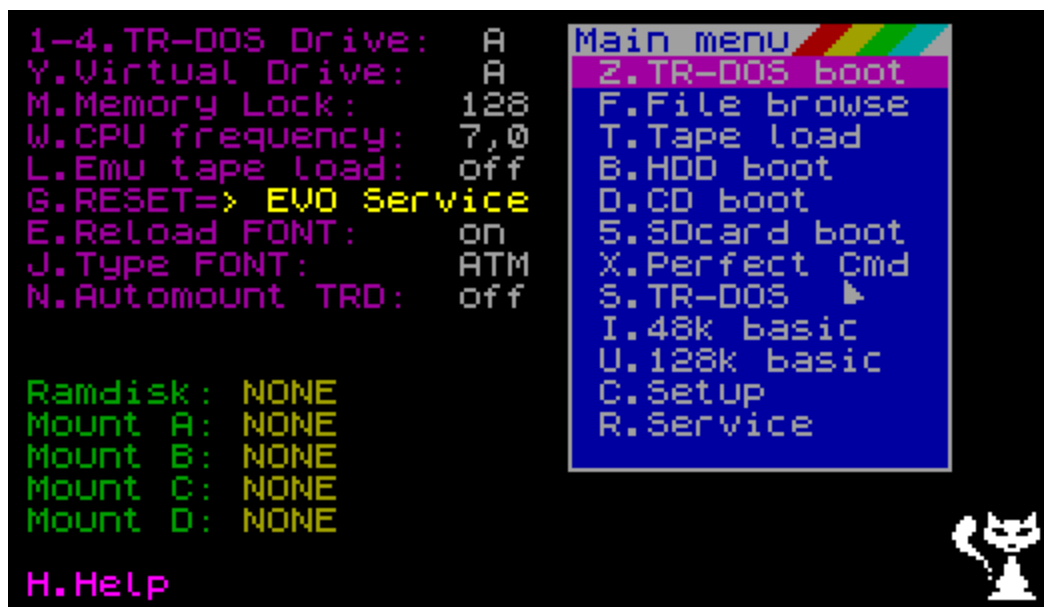 1-4.TR-DOS Drive: A
Y.Virtual Drive: A
M.Memory Lock: 128
W.CPU frequency: 7,0
L.Emu tape load: off
G.RESET=> EVO Service
E.Reload FONT: on
J.Type FONT: ATM
N.Automount TRD: off
Ramdisk: NONE
Mount A: NONE
Mount B: NONE
Mount C: NONE
Mount D: NONE
H.Help
Main menu
Z.TR-DOS boot
F.File browse
T.Tape load
B.HDD boot
D.CD boot
5.SDcard boot
X.Perfect Cmd
S.TR-DOS
I.48k basic
U.128k basic
C.Setup
R.Service